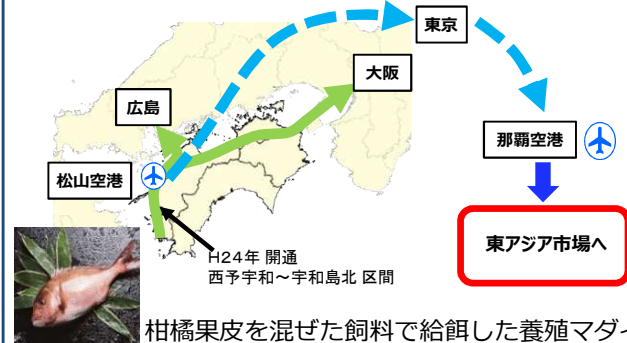 東京
大阪
広島
那覇空港
松山空港
東アジア市場へ
H24年 開通
西予宇和～宇和島北 区間
柑橘果皮を混ぜた飼料で給餌した養殖マダイ